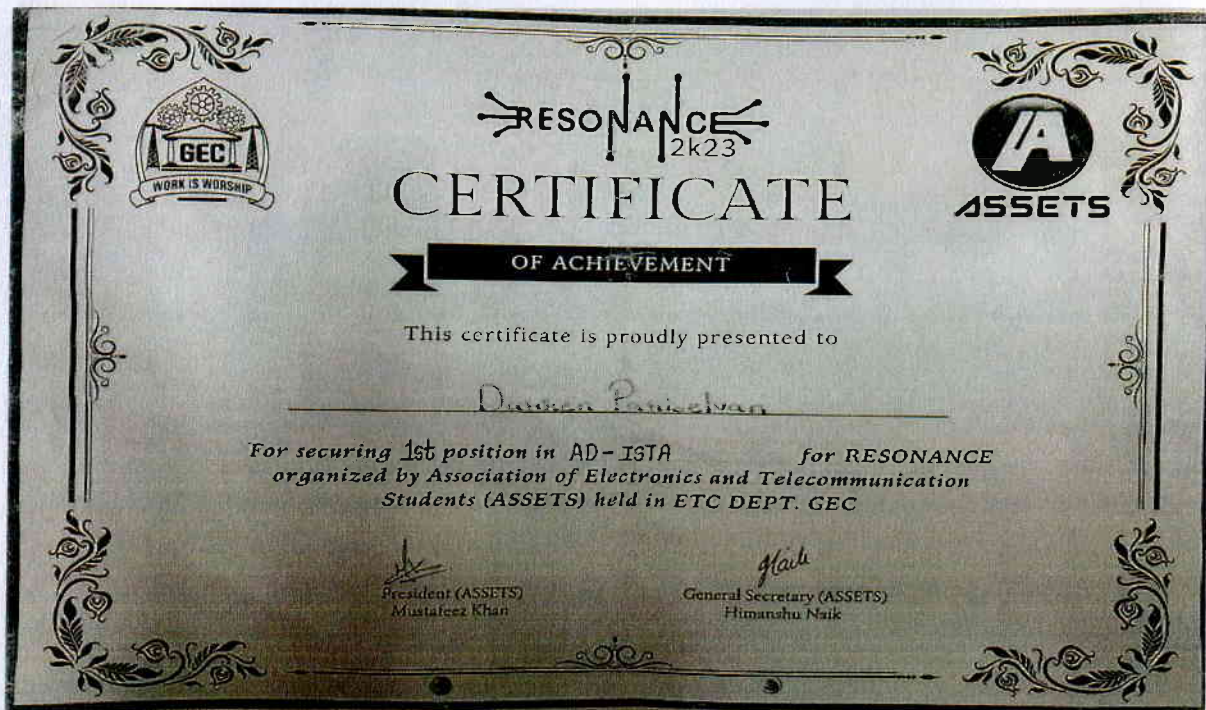 GEC
WORK IS WORSHIP
RESONANCE
2k23
ASSETS
CERTIFICATE
OF ACHIEVEMENT
This certificate is proudly presented to
For securing 1st position in AD-ISTA for RESONANCE
organized by Association of Electronics and Telecommunication
Students (ASSETS) held in ETC DEPT. GEC
President (ASSETS)
Mustafeez Khan
General Secretary (ASSETS)
Himanshu Naik